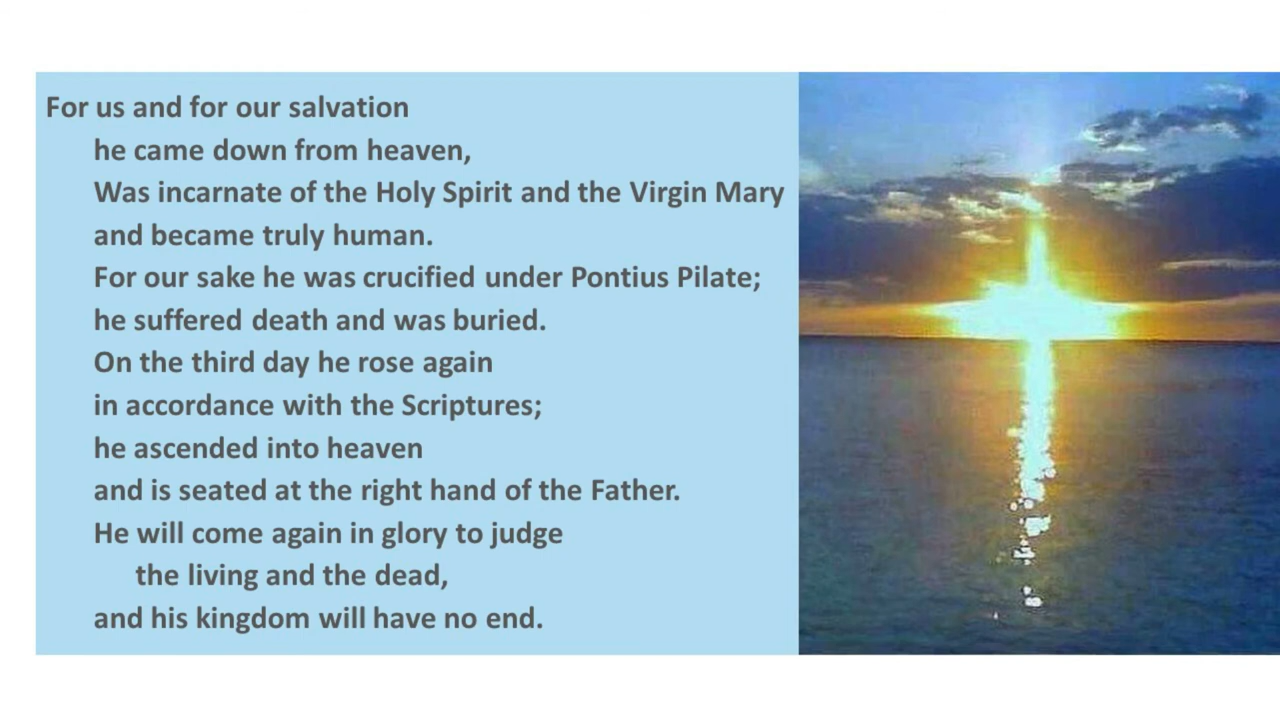 For us and for our salvation
he came down from heaven,
Was incarnate of the Holy Spirit and the Virgin Mary
and became truly human.
For our sake he was crucified under Pontius Pilate;
he suffered death and was buried.
On the third day he rose again
in accordance with the Scriptures;
he ascended into heaven
and is seated at the right hand of the Father.
He will come again in glory to judge
the living and the dead,
and his kingdom will have no end.